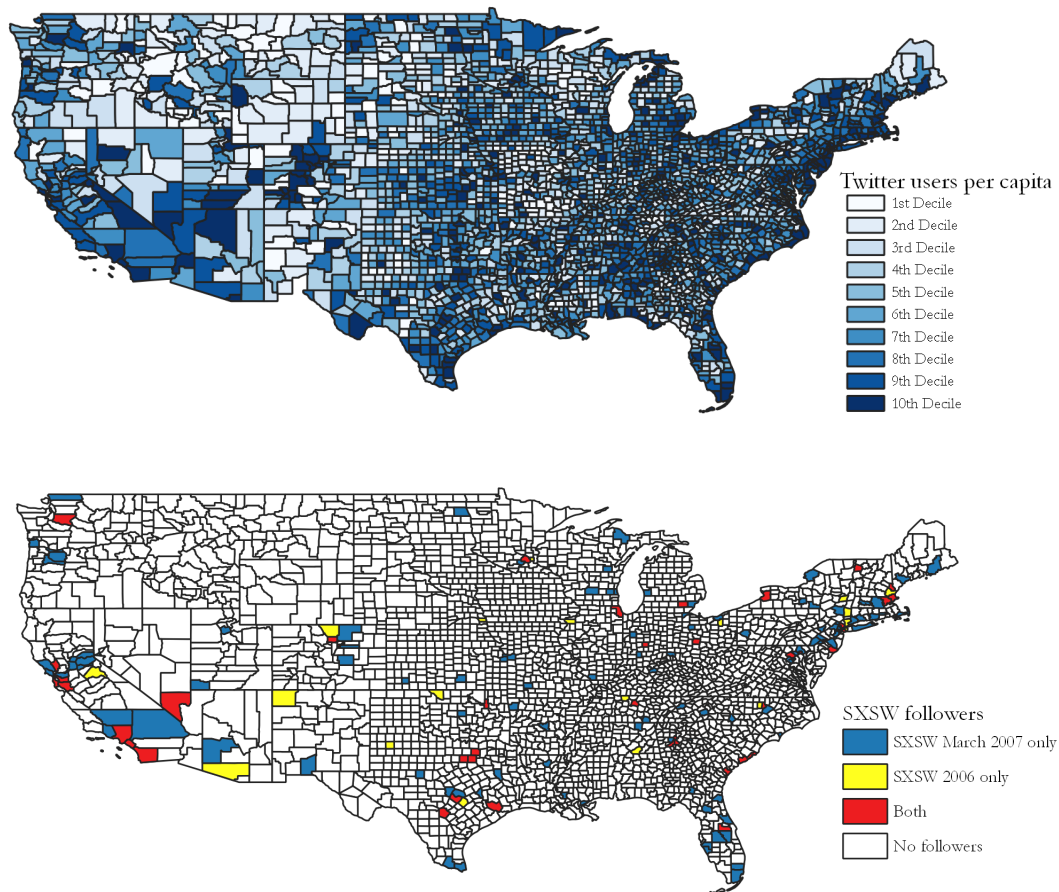 Twitter users per capita
1st Decile
2nd Decile
3rd Decile
4th Decile
5th Decile
6th Decile
7th Decile
8th Decile
9th Decile
10th Decile
SXSW followers
SXSW March 2007 only
SXSW 2006 only
Both
No followers